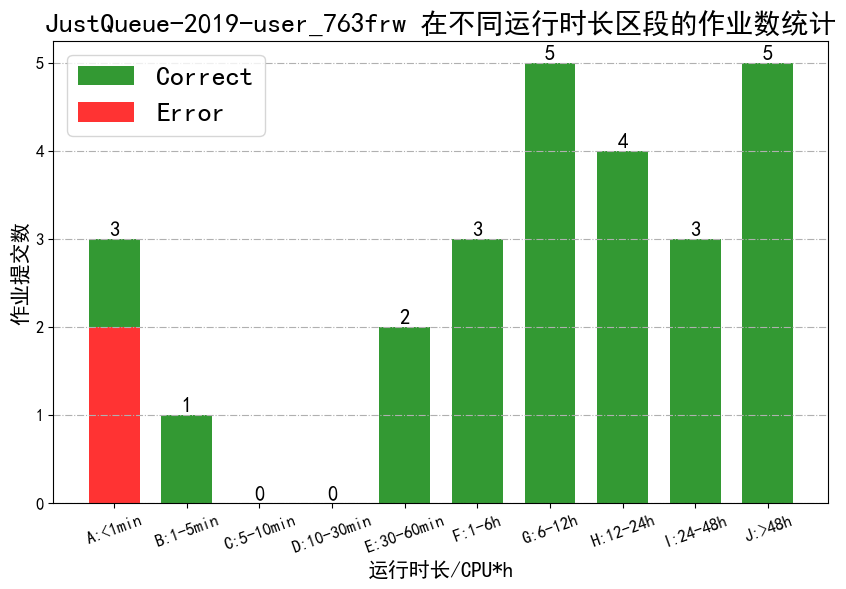 JustQueue-2019-user_763frw 在不同运行时长区段的作业数统计
Correct
Error
作业提交数
5
4
3
2
1
0
3
1
0
0
2
3
5
4
3
5
A:<1min
B:1-5min
C:5-10min
D:10-30min
E:30-60min
F:1-6h
G:6-12h
H:12-24h
I:24-48h
J:>48h
运行时长/CPU*h